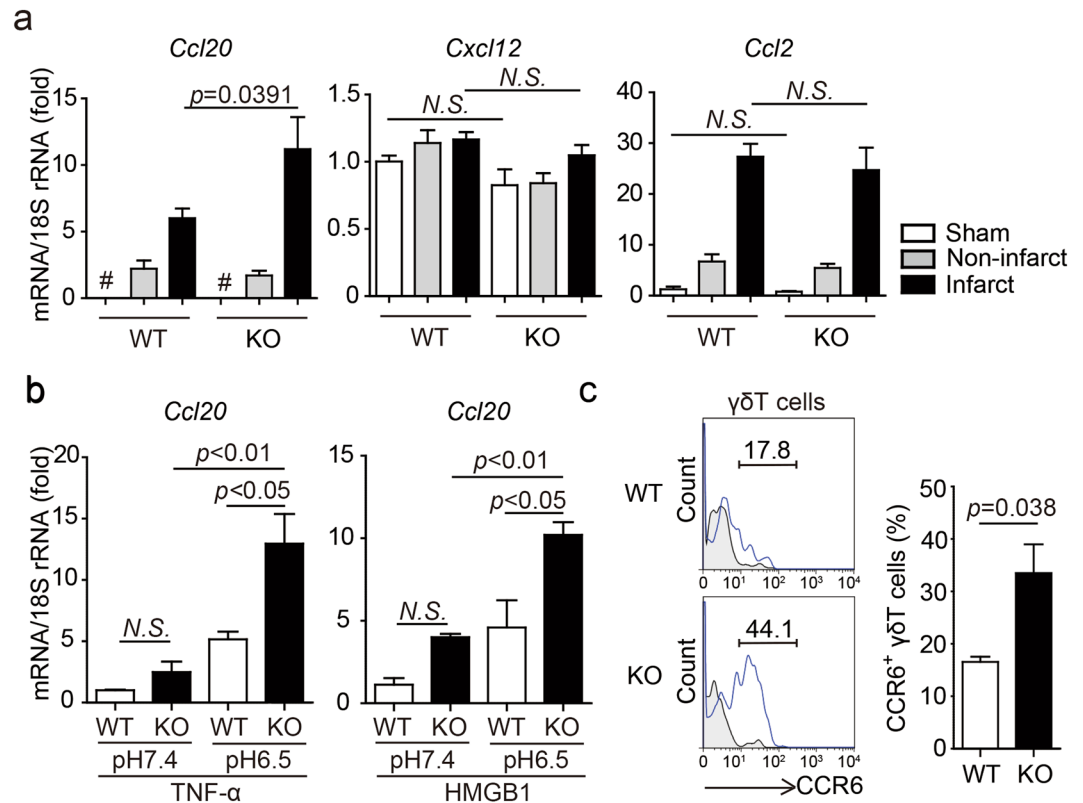 a
Ccl20
Cxcl12
Ccl2
mRNA/18S rRNA (fold)
15
10
5
0
p=0.0391
#
#
WT
KO
1.5
1.0
0.5
0
N.S.
N.S.
WT
KO
40
30
20
10
0
N.S.
N.S.
WT
KO
Sham
Non-infarct
Infarct
b
Ccl20
Ccl20
mRNA/18S rRNA (fold)
20
15
10
5
0
p<0.01
p<0.05
N.S.
WT KO WT KO
pH7.4 pH6.5
TNF-α
15
10
5
0
p<0.01
p<0.05
N.S.
WT KO WT KO
pH7.4 pH6.5
HMGB1
c
γδT cells
WT
Count
17.8
0 10¹ 10² 10³ 10⁴
KO
Count
44.1
0 10¹ 10² 10³ 10⁴
CCR6
CCR6⁺ γδT cells (%)
50
40
30
20
10
0
p=0.038
WT KO